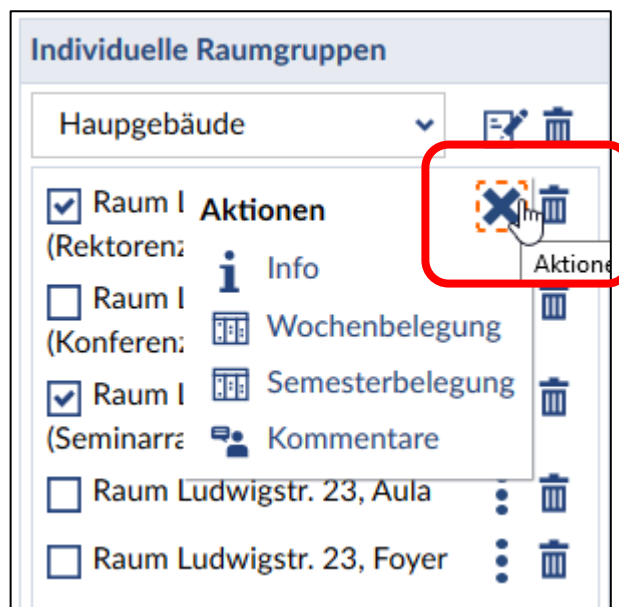 Individuelle Raumgruppen
Haupgebäude
Raum L
(Rektorenz
Aktionen
Aktione
Info
Raum L
(Konferenz
Wochenbelegung
Semesterbelegung
Raum L
(Seminarra
Kommentare
Raum Ludwigstr. 23, Aula
Raum Ludwigstr. 23, Foyer